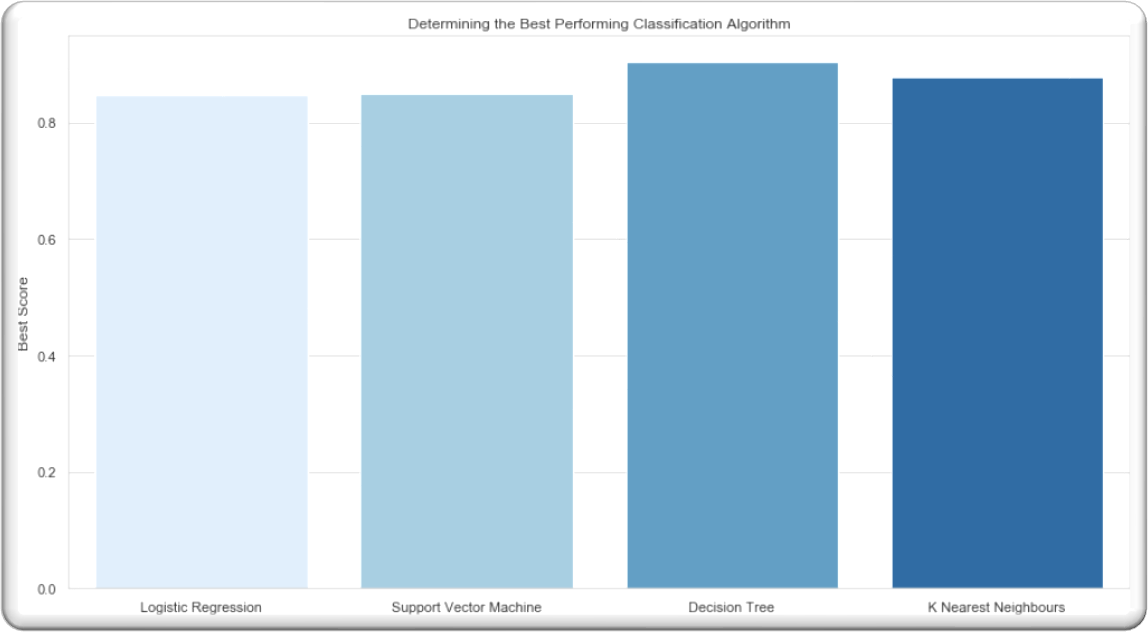 Determining the Best Performing Classification Algorithm
Best Score
0.8
0.6
0.4
0.2
0.0
Logistic Regression
Support Vector Machine
Decision Tree
K Nearest Neighbours